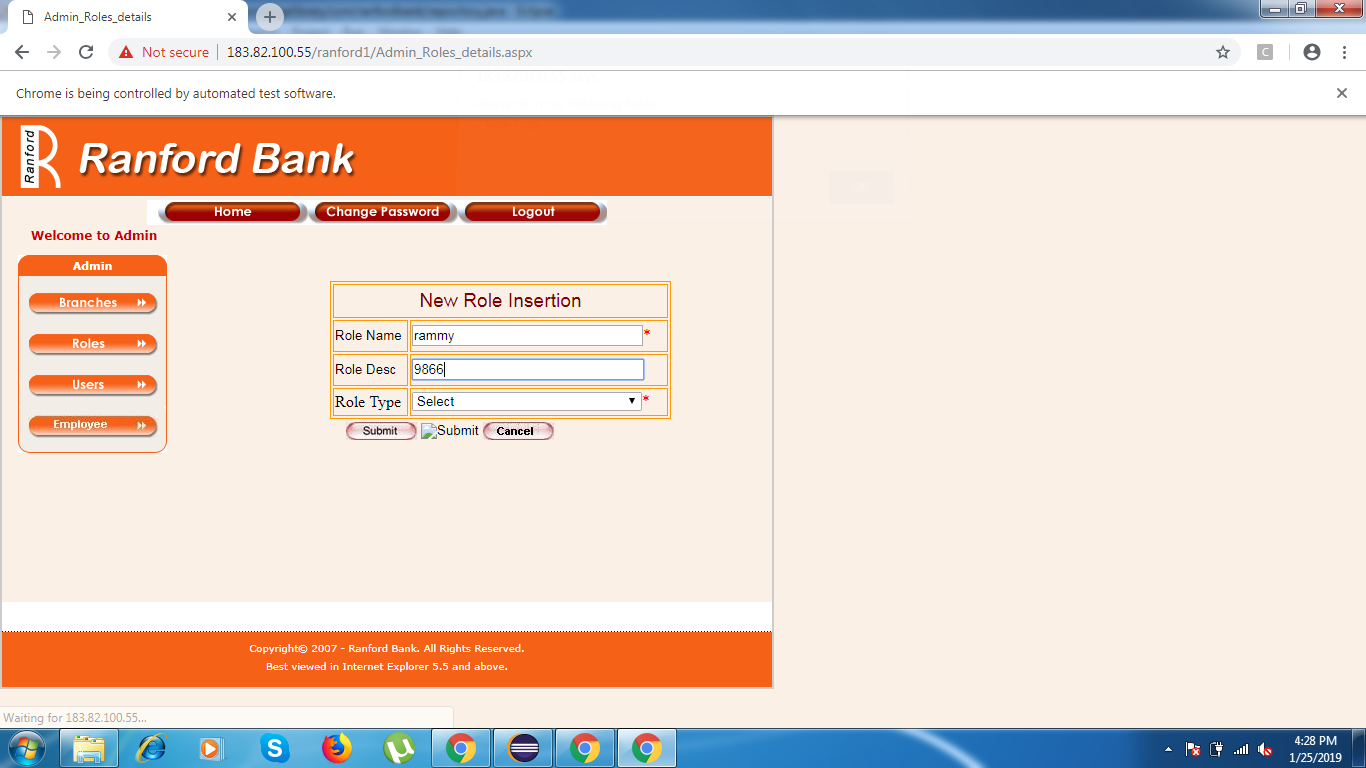 Admin_Roles_details
Not secure
183.82.100.55/ranford1/Admin_Roles_details.aspx
C
Chrome is being controlled by automated test software.
Ranford
Ranford Bank
Home
Change Password
Logout
Welcome to Admin
Admin
Branches
Roles
Users
Employee
New Role Insertion
Role Name rammy *
Role Desc 9866
Role Type Select *
Submit Submit Cancel
Copyright© 2007 - Ranford Bank. All Rights Reserved.
Best viewed in Internet Explorer 5.5 and above.
Waiting for 183.82.100.55...
4:28 PM
1/25/2019